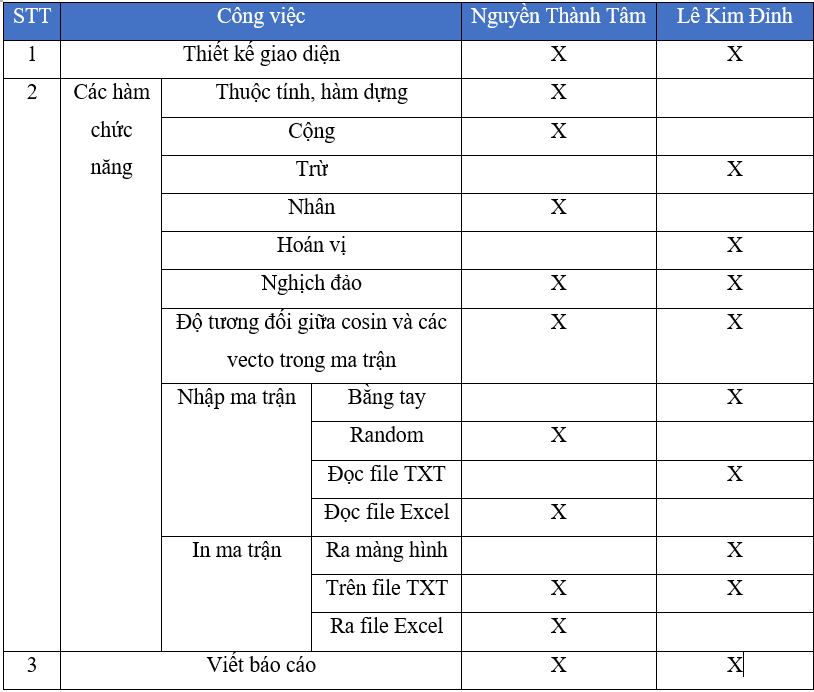 STT Công việc Nguyễn Thành Tâm Lê Kim Đỉnh
1 Thiết kế giao diện X X
2 Các hàm chức năng Thuộc tính, hàm dựng X
Cộng X
Trừ X
Nhân X
Hoán vị X
Nghịch đảo X X
Độ tương đối giữa cosin và các X X
vecto trong ma trận
Nhập ma trận Bằng tay X
Random X
Đọc file TXT X
Đọc file Excel X
In ma trận Ra màng hình X
Trên file TXT X X
Ra file Excel X
3 Viết báo cáo X X